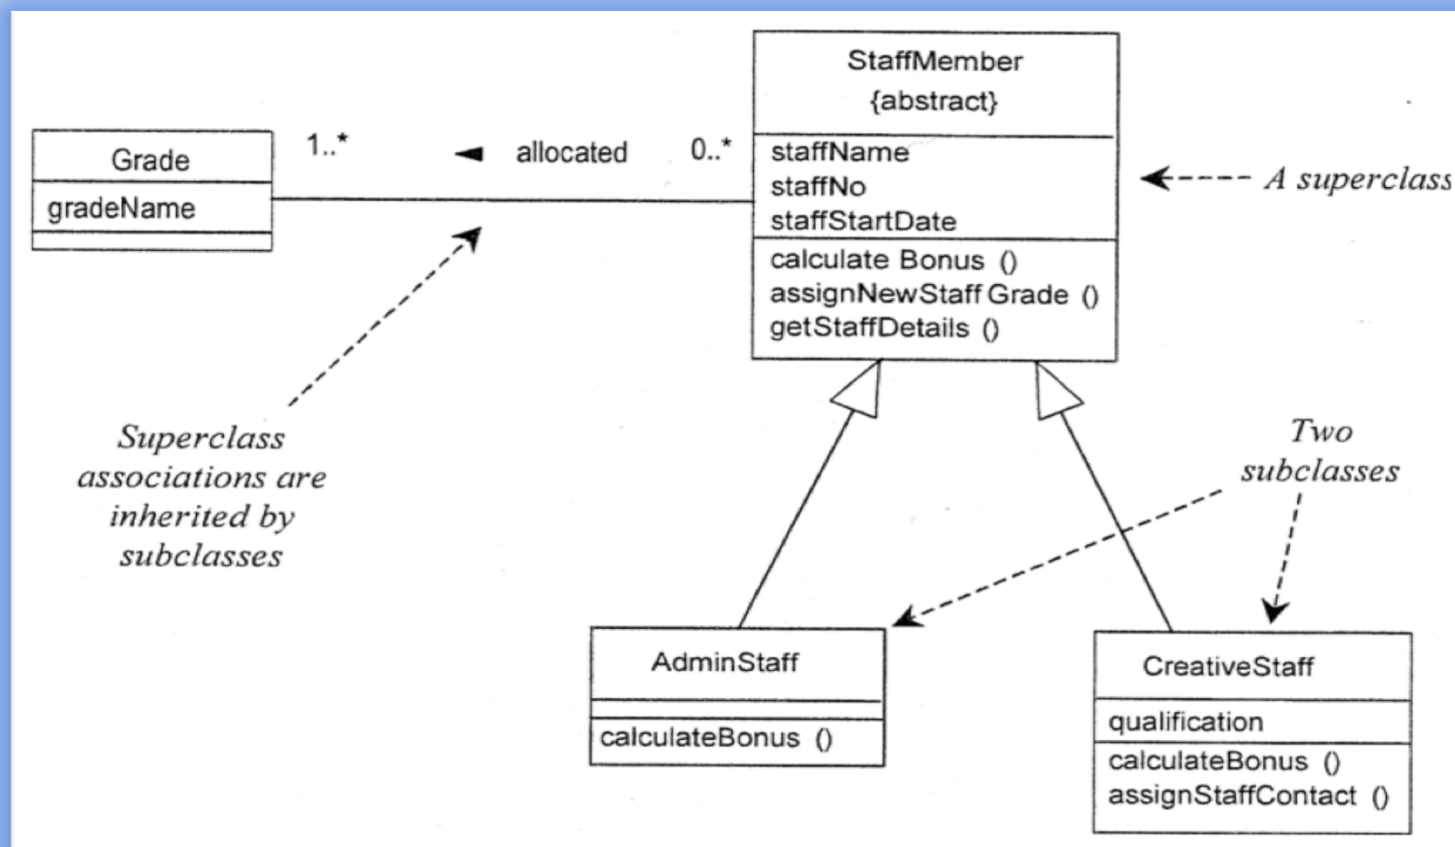 StaffMember
{abstract}
staffName
staffNo
staffStartDate
calculate Bonus ()
assignNewStaff Grade ()
getStaffDetails ()
Grade
gradeName
1..*
◄ allocated
0..*
A superclass
Superclass
associations are
inherited by
subclasses
Two
subclasses
AdminStaff
calculateBonus ()
CreativeStaff
qualification
calculateBonus ()
assignStaffContact ()